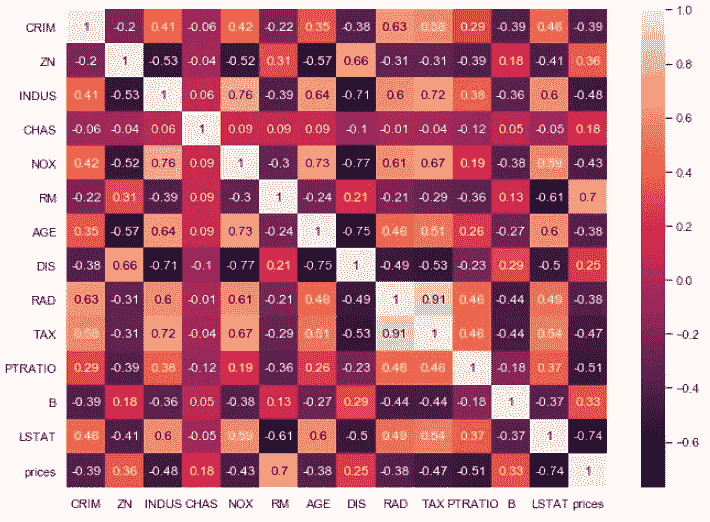 CRIM 1 -0.2 0.41 -0.06 0.42 -0.22 0.35 -0.38 0.63 0.58 0.29 -0.39 0.46 -0.39
ZN -0.2 1 -0.53 -0.04 -0.52 0.31 -0.57 0.66 -0.31 -0.31 -0.39 0.18 -0.41 0.36
INDUS 0.41 -0.53 1 0.06 0.76 -0.39 0.64 -0.71 0.6 0.72 0.38 -0.36 0.6 -0.48
CHAS -0.06 -0.04 0.06 1 0.09 0.09 0.09 -0.1 -0.01 -0.04 -0.12 0.05 -0.05 0.18
NOX 0.42 -0.52 0.76 0.09 1 -0.3 0.73 -0.77 0.61 0.67 0.19 -0.38 0.59 -0.43
RM -0.22 0.31 -0.39 0.09 -0.3 1 -0.24 0.21 -0.21 -0.29 -0.36 0.13 -0.61 0.7
AGE 0.35 -0.57 0.64 0.09 0.73 -0.24 1 -0.75 0.46 0.51 0.26 -0.27 0.6 -0.38
DIS -0.38 0.66 -0.71 -0.1 -0.77 0.21 -0.75 1 -0.49 -0.53 -0.23 0.29 -0.5 0.25
RAD 0.63 -0.31 0.6 -0.01 0.61 -0.21 0.46 -0.49 1 0.91 0.46 -0.44 0.49 -0.38
TAX 0.58 -0.31 0.72 -0.04 0.67 -0.29 0.51 -0.53 0.91 1 0.46 -0.44 0.54 -0.47
PTRATIO 0.29 -0.39 0.38 -0.12 0.19 -0.36 0.26 -0.23 0.46 0.46 1 -0.18 0.37 -0.51
B -0.39 0.18 -0.36 0.05 -0.38 0.13 -0.27 0.29 -0.44 -0.44 -0.18 1 -0.37 0.33
LSTAT 0.46 -0.41 0.6 -0.05 0.59 -0.61 0.6 -0.5 0.49 0.54 0.37 -0.37 1 -0.74
prices -0.39 0.36 -0.48 0.18 -0.43 0.7 -0.38 0.25 -0.38 -0.47 -0.51 0.33 -0.74 1
CRIM ZN INDUS CHAS NOX RM AGE DIS RAD TAX PTRATIO B LSTAT prices
1.0
0.8
0.6
0.4
0.2
0.0
-0.2
-0.4
-0.6